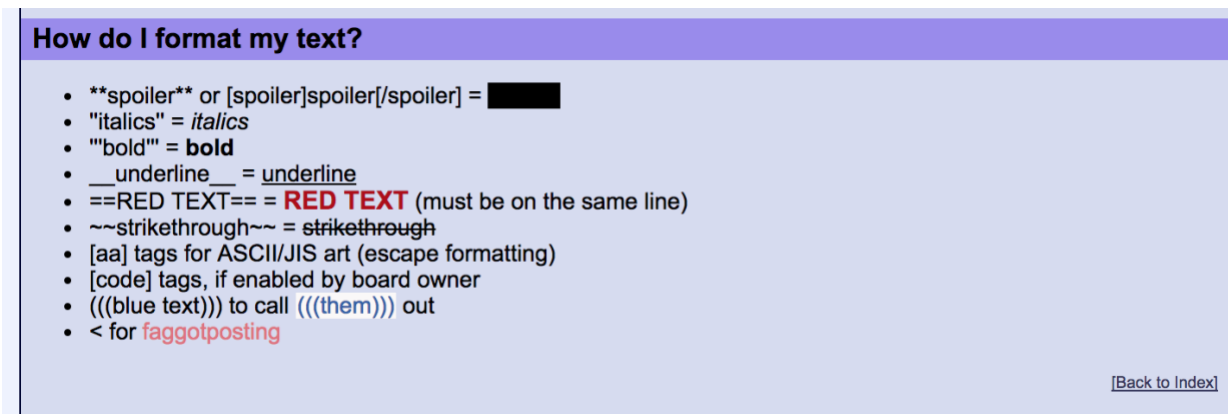 How do I format my text?
**spoiler** or [spoiler]spoiler[/spoiler] =
"italics" = italics
'"bold"' = bold
__underline__ = underline
==RED TEXT== = RED TEXT (must be on the same line)
~~strikethrough~~ = strikethrough
[aa] tags for ASCII/JIS art (escape formatting)
[code] tags, if enabled by board owner
(((blue text))) to call (((them))) out
< for faggotposting
[Back to Index]